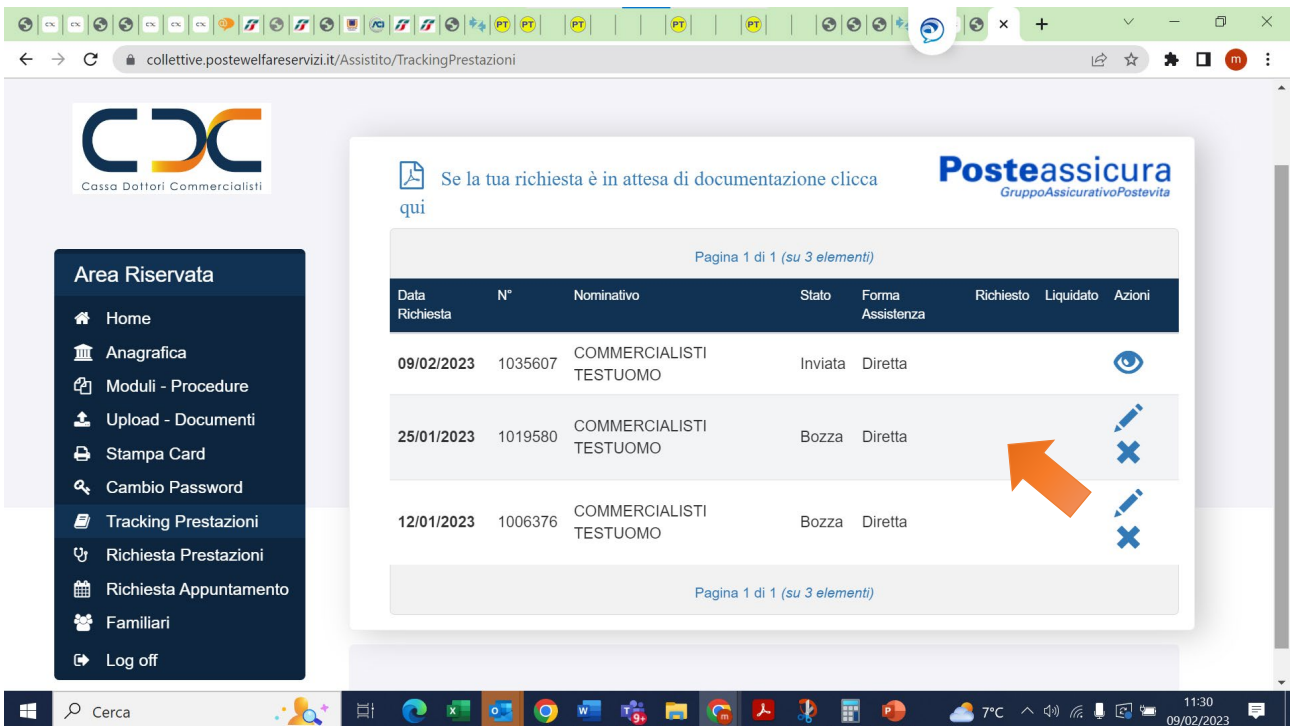 collettive.postewelfareservizi.it/Assistito/TrackingPrestazioni
m
CDC
Cassa Dottori Commercialisti
Area Riservata
Home
Anagrafica
Moduli - Procedure
Upload - Documenti
Stampa Card
Cambio Password
Tracking Prestazioni
Richiesta Prestazioni
Richiesta Appuntamento
Familiari
Log off
Se la tua richiesta è in attesa di documentazione clicca
qui
Posteassicura
GruppoAssicurativoPostevita
Pagina 1 di 1 (su 3 elementi)
Data Richiesta N° Nominativo Stato Forma Assistenza Richiesto Liquidato Azioni
09/02/2023 1035607 COMMERCIALISTI TESTUOMO Inviata Diretta
25/01/2023 1019580 COMMERCIALISTI TESTUOMO Bozza Diretta
12/01/2023 1006376 COMMERCIALISTI TESTUOMO Bozza Diretta
Pagina 1 di 1 (su 3 elementi)
Cerca
7°C
11:30
09/02/2023